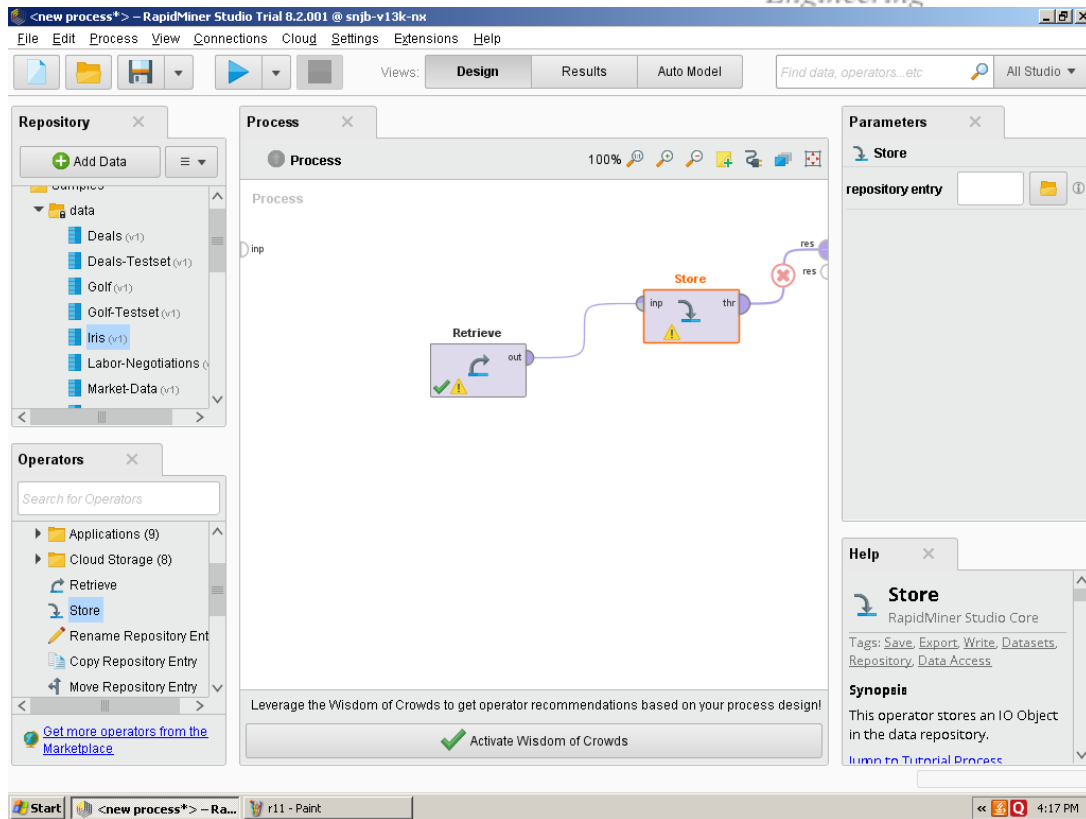 Engineering
<new process*> – RapidMiner Studio Trial 8.2.001 @ snjb-v13k-nx
File Edit Process View Connections Cloud Settings Extensions Help
Views: Design Results Auto Model
Find data, operators...etc
All Studio
Repository
Add Data
Samples
data
Deals (v1)
Deals-Testset (v1)
Golf (v1)
Golf-Testset (v1)
Iris (v1)
Labor-Negotiations (
Market-Data (v1)
Operators
Search for Operators
Applications (9)
Cloud Storage (8)
Retrieve
Store
Rename Repository Ent
Copy Repository Entry
Move Repository Entry
Get more operators from the
Marketplace
Process
Process
100%
Process
inp
res
res
Store
inp thr
Retrieve
out
Leverage the Wisdom of Crowds to get operator recommendations based on your process design!
Activate Wisdom of Crowds
Parameters
Store
repository entry
Help
Store
RapidMiner Studio Core
Tags: Save, Export, Write, Datasets,
Repository, Data Access
Synopsis
This operator stores an IO Object
in the data repository.
Jump to Tutorial Process
Start
<new process*> – Ra...
r11 - Paint
4:17 PM